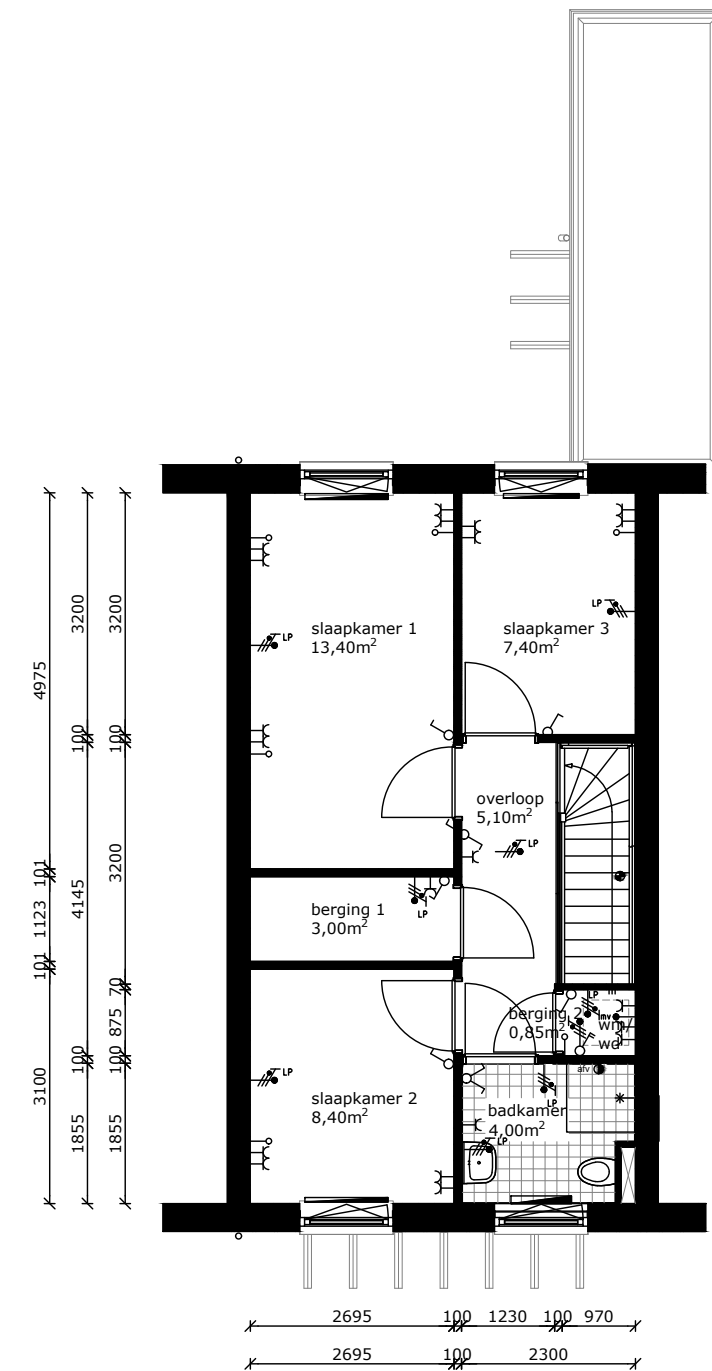 slaapkamer 1
13,40m²
LP
slaapkamer 3
7,40m²
LP
overloop
5,10m²
LP
berging 1
3,00m²
LP
berging 2
0,85m²
LP
lmv
wm/
wd
slaapkamer 2
8,40m²
LP
badkamer
4,00m²
afv
LP
LP
4975
101
1123
101
3100
3200
100
4145
100
1855
3200
100
3200
70
875
100
1855
2695
100
1230
100
970
2695
100
2300